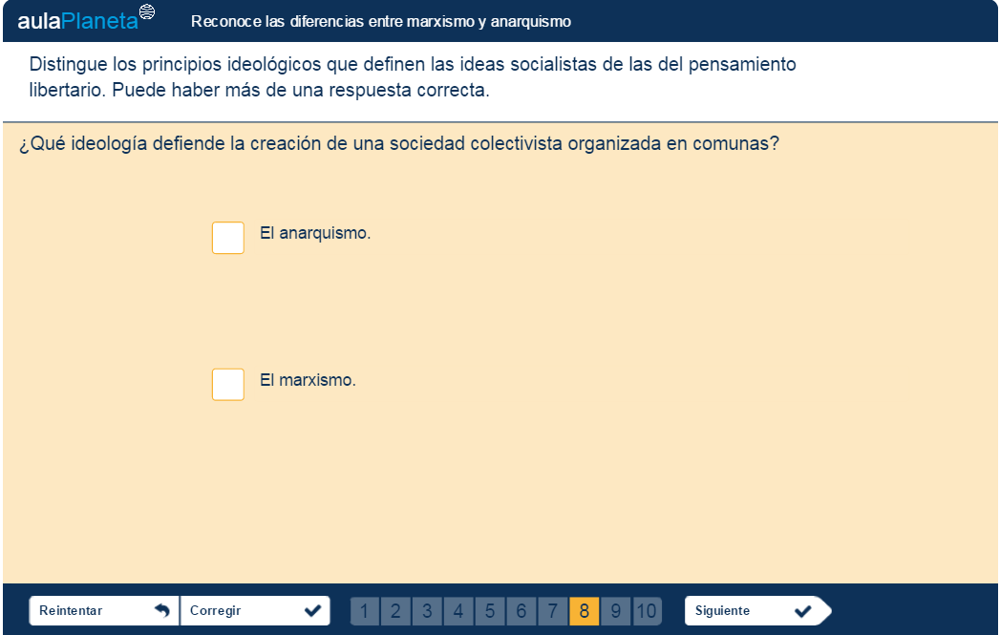 aulaPlaneta Reconoce las diferencias entre marxismo y anarquismo
Distingue los principios ideológicos que definen las ideas socialistas de las del pensamiento
libertario. Puede haber más de una respuesta correcta.
¿Qué ideología defiende la creación de una sociedad colectivista organizada en comunas?
El anarquismo.
El marxismo.
Reintentar Corregir 1 2 3 4 5 6 7 8 9 10 Siguiente